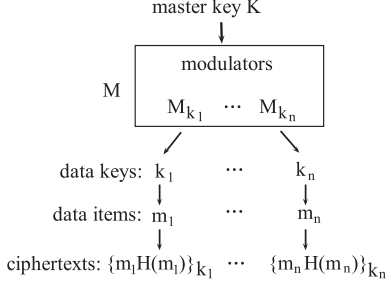 master key K
modulators
M
M_{k_1} ... M_{k_n}
data keys: k_1 ... k_n
data items: m_1 ... m_n
ciphertexts: {m_1H(m_1)}_{k_1} ... {m_nH(m_n)}_{k_n}